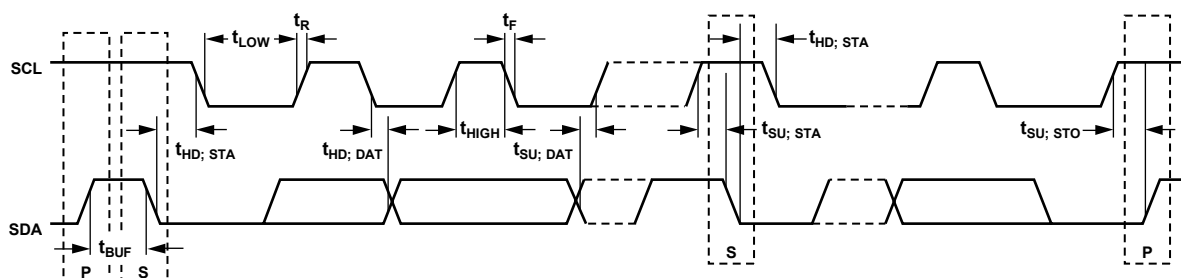 tR
tF
tLOW
tHD; STA
SCL
tHIGH
tSU; STA
tSU; STO
tHD; STA
tHD; DAT
tSU; DAT
SDA
tBUF
P
S
S
P